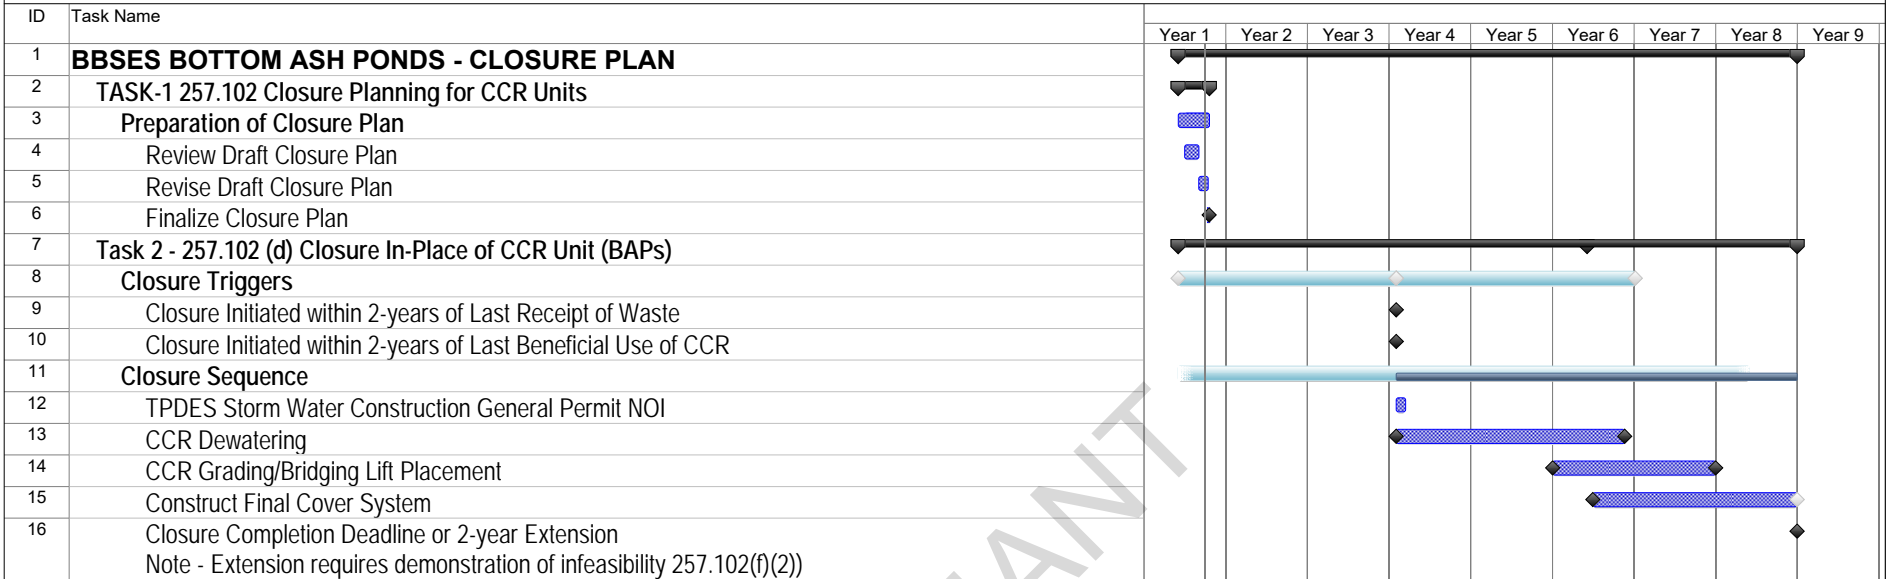 ID Task Name
Year 1 Year 2 Year 3 Year 4 Year 5 Year 6 Year 7 Year 8 Year 9
1 BBSES BOTTOM ASH PONDS - CLOSURE PLAN
2 TASK-1 257.102 Closure Planning for CCR Units
3 Preparation of Closure Plan
4 Review Draft Closure Plan
5 Revise Draft Closure Plan
6 Finalize Closure Plan
7 Task 2 - 257.102 (d) Closure In-Place of CCR Unit (BAPs)
8 Closure Triggers
9 Closure Initiated within 2-years of Last Receipt of Waste
10 Closure Initiated within 2-years of Last Beneficial Use of CCR
11 Closure Sequence
12 TPDES Storm Water Construction General Permit NOI
13 CCR Dewatering
14 CCR Grading/Bridging Lift Placement
15 Construct Final Cover System
16 Closure Completion Deadline or 2-year Extension
Note - Extension requires demonstration of infeasibility 257.102(f)(2))
ANT